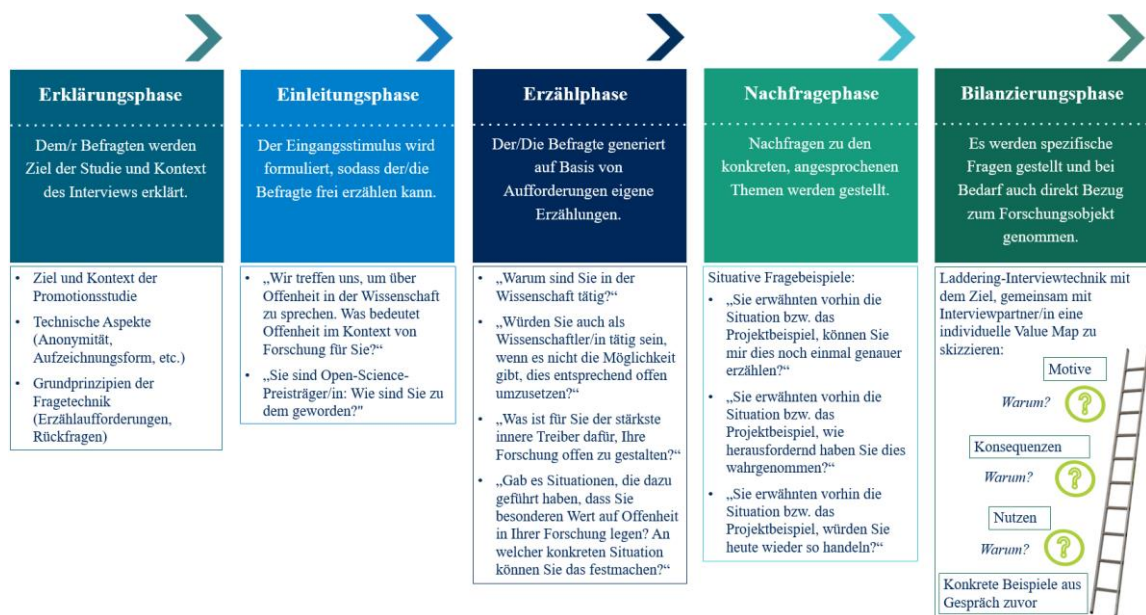 Erklärungsphase
Dem/r Befragten werden
Ziel der Studie und Kontext
des Interviews erklärt.
• Ziel und Kontext der
Promotionsstudie
• Technische Aspekte
(Anonymität,
Aufzeichnungsform, etc.)
• Grundprinzipien der
Fragetechnik
(Erzählaufforderungen,
Rückfragen)
Einleitungsphase
Der Eingangsstimulus wird
formuliert, sodass der/die
Befragte frei erzählen kann.
• „Wir treffen uns, um über
Offenheit in der Wissenschaft
zu sprechen. Was bedeutet
Offenheit im Kontext von
Forschung für Sie?“
• „Sie sind Open-Science-
Preisträger/in: Wie sind Sie zu
dem geworden?"
Erzählphase
Der/Die Befragte generiert
auf Basis von
Aufforderungen eigene
Erzählungen.
• „Warum sind Sie in der
Wissenschaft tätig?“
• „Würden Sie auch als
Wissenschaftler/in tätig sein,
wenn es nicht die Möglichkeit
gibt, dies entsprechend offen
umzusetzen?“
• „Was ist für Sie der stärkste
innere Treiber dafür, Ihre
Forschung offen zu gestalten?“
• „Gab es Situationen, die dazu
geführt haben, dass Sie
besonderen Wert auf Offenheit
in Ihrer Forschung legen? An
welcher konkreten Situation
können Sie das festmachen?“
Nachfragephase
Nachfragen zu den
konkreten, angesprochenen
Themen werden gestellt.
Situative Fragebeispiele:
• „Sie erwähnten vorhin die
Situation bzw. das
Projektbeispiel, können Sie
mir dies noch einmal genauer
erzählen?“
• „Sie erwähnten vorhin die
Situation bzw. das
Projektbeispiel, wie
herausfordernd haben Sie dies
wahrgenommen?“
• „Sie erwähnten vorhin die
Situation bzw. das
Projektbeispiel, würden Sie
heute wieder so handeln?“
Bilanzierungsphase
Es werden spezifische
Fragen gestellt und bei
Bedarf auch direkt Bezug
zum Forschungsobjekt
genommen.
Laddering-Interviewtechnik mit
dem Ziel, gemeinsam mit
Interviewpartner/in eine
individuelle Value Map zu
skizzieren:
Motive
Warum? ?
Konsequenzen
Warum? ?
Nutzen
Warum? ?
Konkrete Beispiele aus
Gespräch zuvor